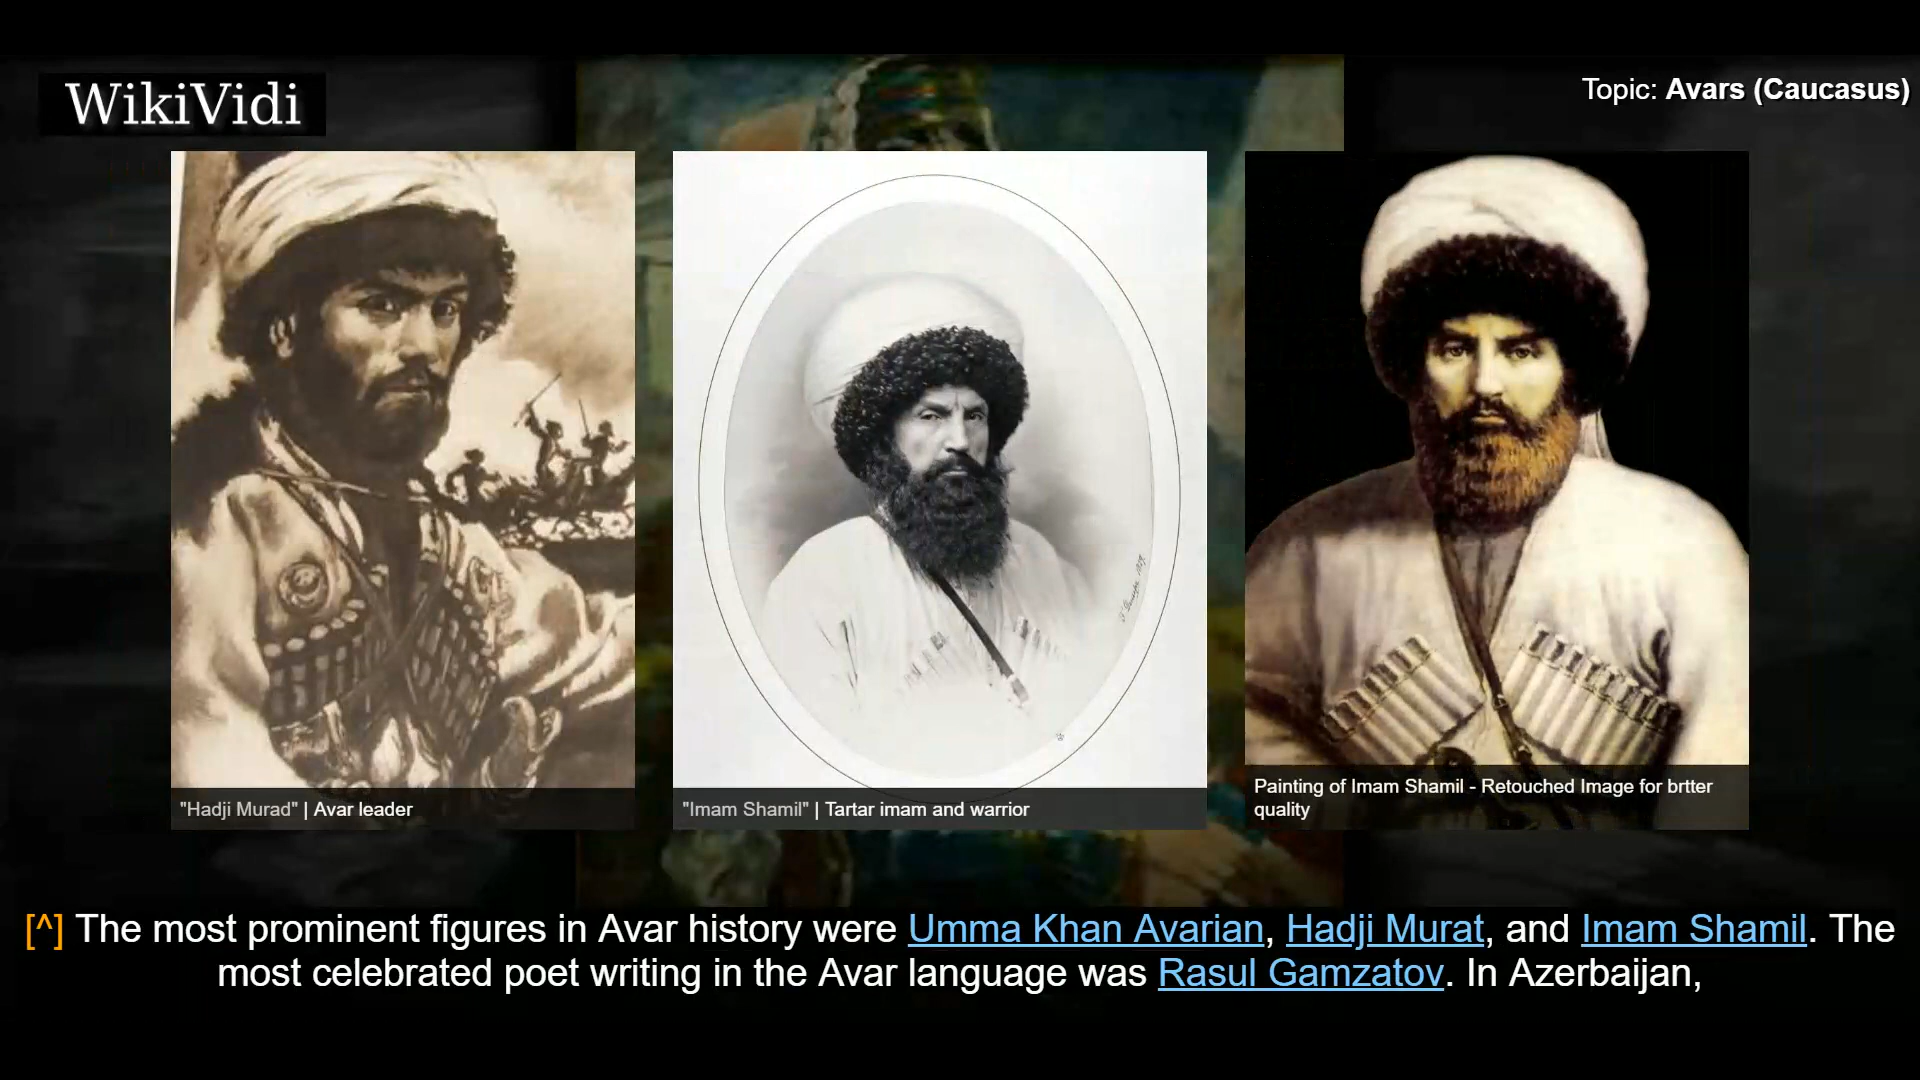 WikiVidi
Topic: Avars (Caucasus)
"Hadji Murad" | Avar leader
"Imam Shamil" | Tartar imam and warrior
Painting of Imam Shamil - Retouched Image for brtter
quality
[^] The most prominent figures in Avar history were Umma Khan Avarian, Hadji Murat, and Imam Shamil. The
most celebrated poet writing in the Avar language was Rasul Gamzatov. In Azerbaijan,